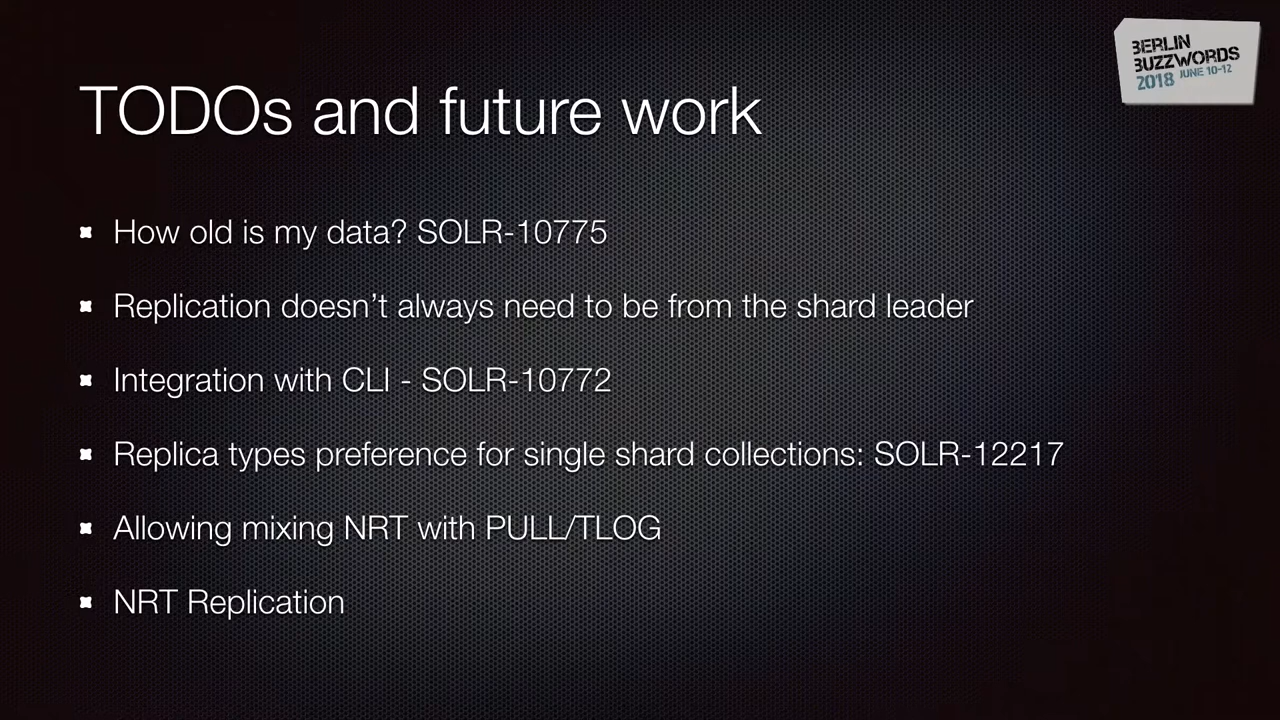 BERLIN
BUZZWORDS
2018 JUNE 10-12
TODOs and future work
How old is my data? SOLR-10775
Replication doesn’t always need to be from the shard leader
Integration with CLI - SOLR-10772
Replica types preference for single shard collections: SOLR-12217
Allowing mixing NRT with PULL/TLOG
NRT Replication